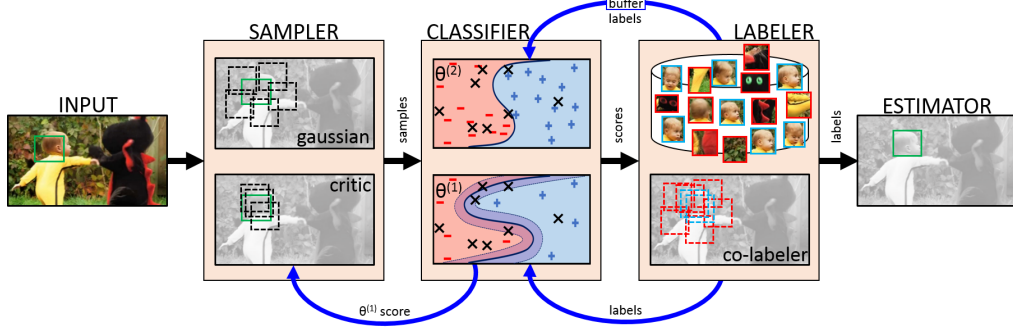 buffer
labels
SAMPLER
CLASSIFIER
LABELER
INPUT
ESTIMATOR
gaussian
θ(2)
samples
scores
labels
critic
θ(1)
co-labeler
θ(1) score
labels